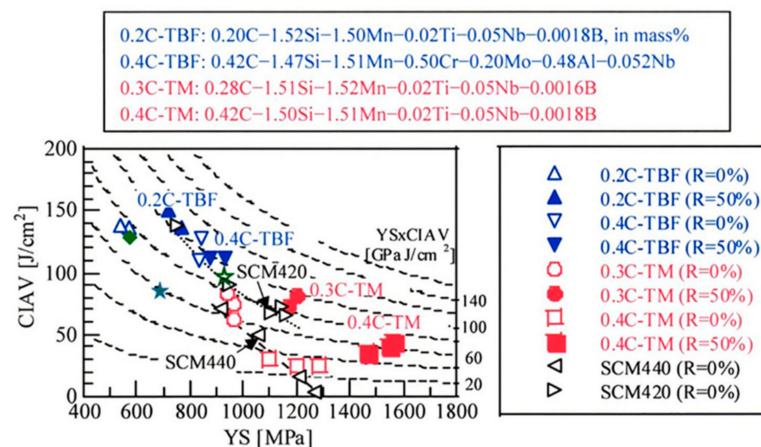 0.2C-TBF: 0.20C−1.52Si−1.50Mn−0.02Ti−0.05Nb−0.0018B, in mass%
0.4C-TBF: 0.42C−1.47Si−1.51Mn−0.50Cr−0.20Mo−0.48Al−0.052Nb
0.3C-TM: 0.28C−1.51Si−1.52Mn−0.02Ti−0.05Nb−0.0016B
0.4C-TM: 0.42C−1.50Si−1.51Mn−0.02Ti−0.05Nb−0.0018B
200
150
100
50
0
CIAV [J/cm²]
0.2C-TBF
0.4C-TBF
YSxCIAV
[GPaJ/cm²]
SCM420
0.3C-TM
0.4C-TM
SCM440
140
100
60
20
400 600 800 1000 1200 1400 1600 1800
YS [MPa]
0.2C-TBF (R=0%)
0.2C-TBF (R=50%)
0.4C-TBF (R=0%)
0.4C-TBF (R=50%)
0.3C-TM (R=0%)
0.3C-TM (R=50%)
0.4C-TM (R=0%)
0.4C-TM (R=50%)
SCM440 (R=0%)
SCM420 (R=0%)